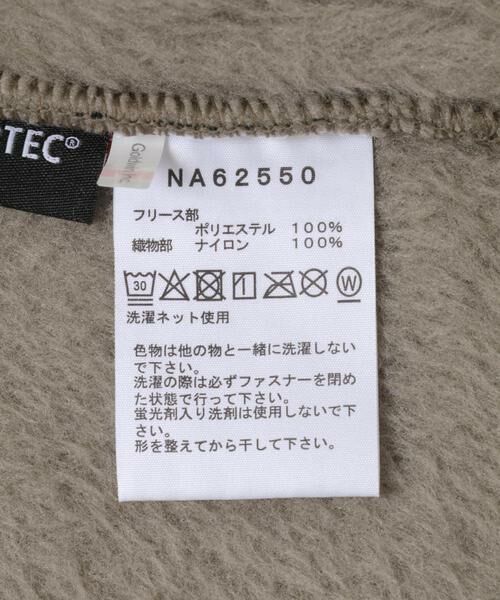 TEC®
NA62550
フリース部
ポリエステル 100%
織物部 ナイロン 100%
30
W
洗濯ネット使用
色物は他の物と一緒に洗濯しない
で下さい。
洗濯の際は必ずファスナーを閉め
た状態で行って下さい。
蛍光剤入り洗剤は使用しないで下
さい。
形を整えてから干して下さい。